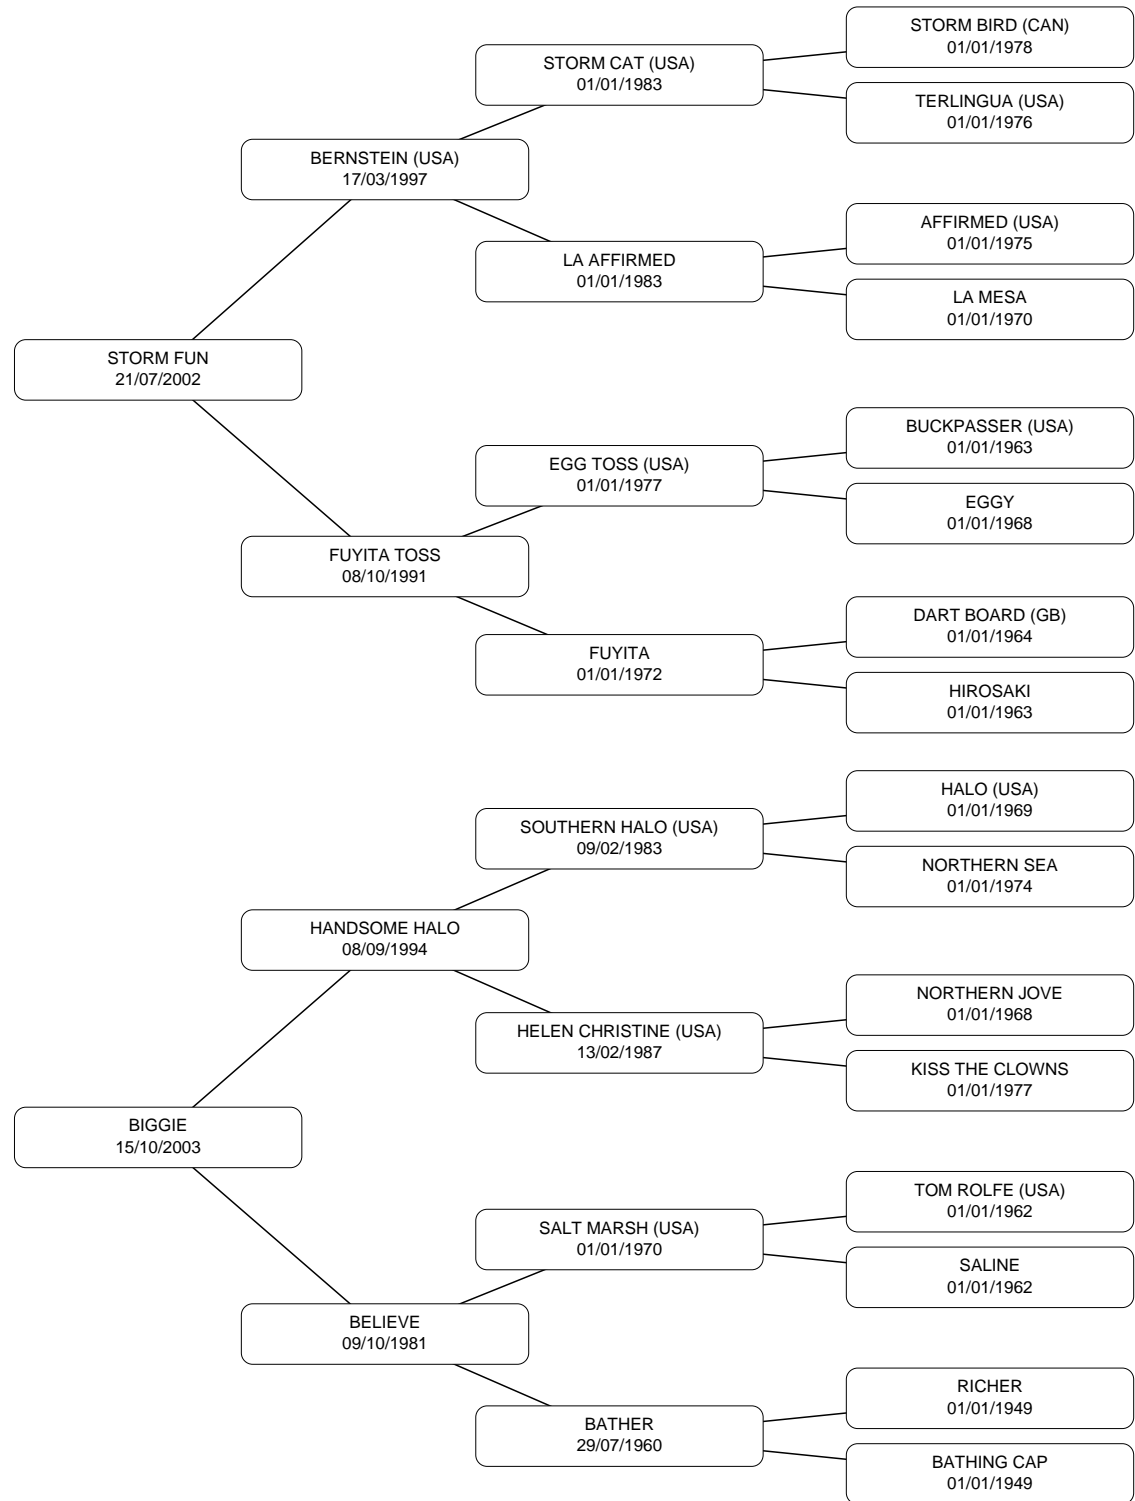 STORM BIRD (CAN)
01/01/1978
STORM CAT (USA)
01/01/1983
TERLINGUA (USA)
01/01/1976
BERNSTEIN (USA)
17/03/1997
AFFIRMED (USA)
01/01/1975
LA AFFIRMED
01/01/1983
LA MESA
01/01/1970
STORM FUN
21/07/2002
BUCKPASSER (USA)
01/01/1963
EGG TOSS (USA)
01/01/1977
EGGY
01/01/1968
FUYITA TOSS
08/10/1991
DART BOARD (GB)
01/01/1964
FUYITA
01/01/1972
HIROSAKI
01/01/1963
HALO (USA)
01/01/1969
SOUTHERN HALO (USA)
09/02/1983
NORTHERN SEA
01/01/1974
HANDSOME HALO
08/09/1994
NORTHERN JOVE
01/01/1968
HELEN CHRISTINE (USA)
13/02/1987
KISS THE CLOWNS
01/01/1977
BIGGIE
15/10/2003
TOM ROLFE (USA)
01/01/1962
SALT MARSH (USA)
01/01/1970
SALINE
01/01/1962
BELIEVE
09/10/1981
RICHER
01/01/1949
BATHER
29/07/1960
BATHING CAP
01/01/1949